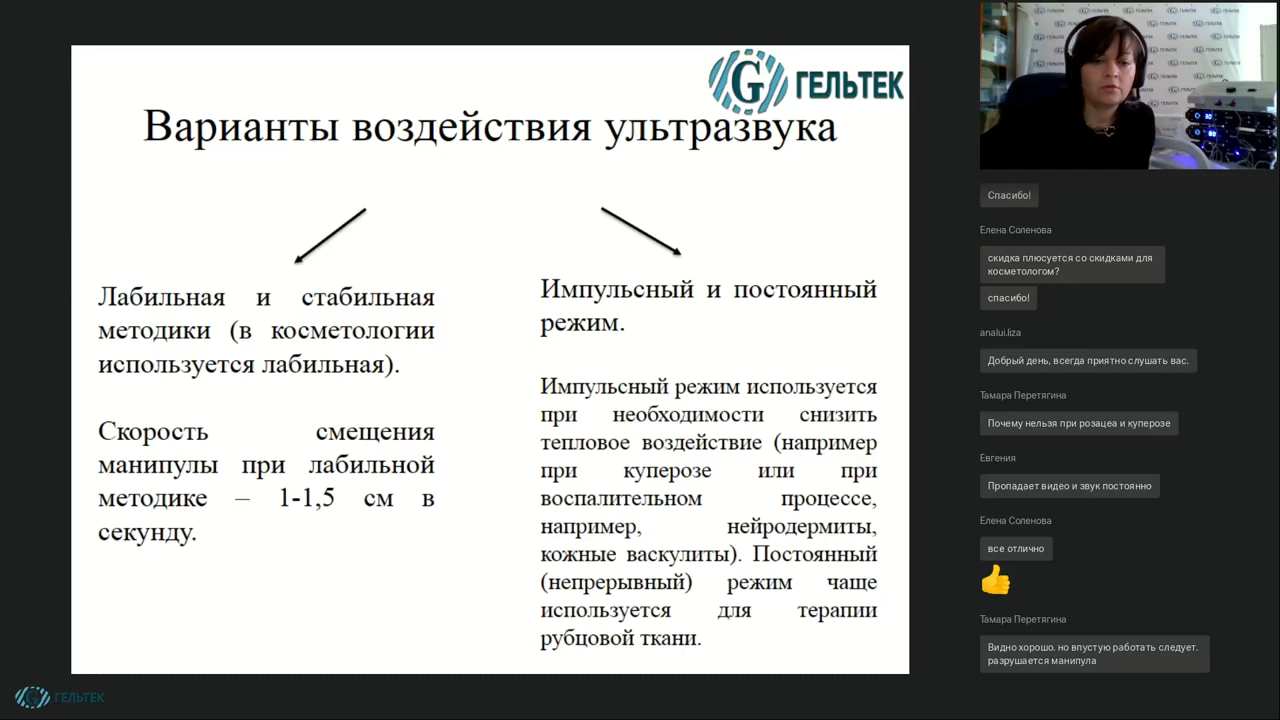 ГЕЛЬТЕК
Варианты воздействия ультразвука
Лабильная и стабильная
методики (в косметологии
используется лабильная).
Скорость смещения
манипулы при лабильной
методике – 1-1,5 см в
секунду.
Импульсный и постоянный
режим.
Импульсный режим используется
при необходимости снизить
тепловое воздействие (например
при куперозе или при
воспалительном процессе,
например, нейродермиты,
кожные васкулиты). Постоянный
(непрерывный) режим чаще
используется для терапии
рубцовой ткани.
Спасибо!
Елена Соленова
скидка плюсуется со скидками для
косметологом?
спасибо!
analui.liza
Добрый день, всегда приятно слушать вас.
Тамара Перетягина
Почему нельзя при розацеа и куперозе
Евгения
Пропадает видео и звук постоянно
Елена Соленова
все отлично
Тамара Перетягина
Видно хорошо. но впустую работать следует.
разрушается манипула
ГЕЛЬТЕК